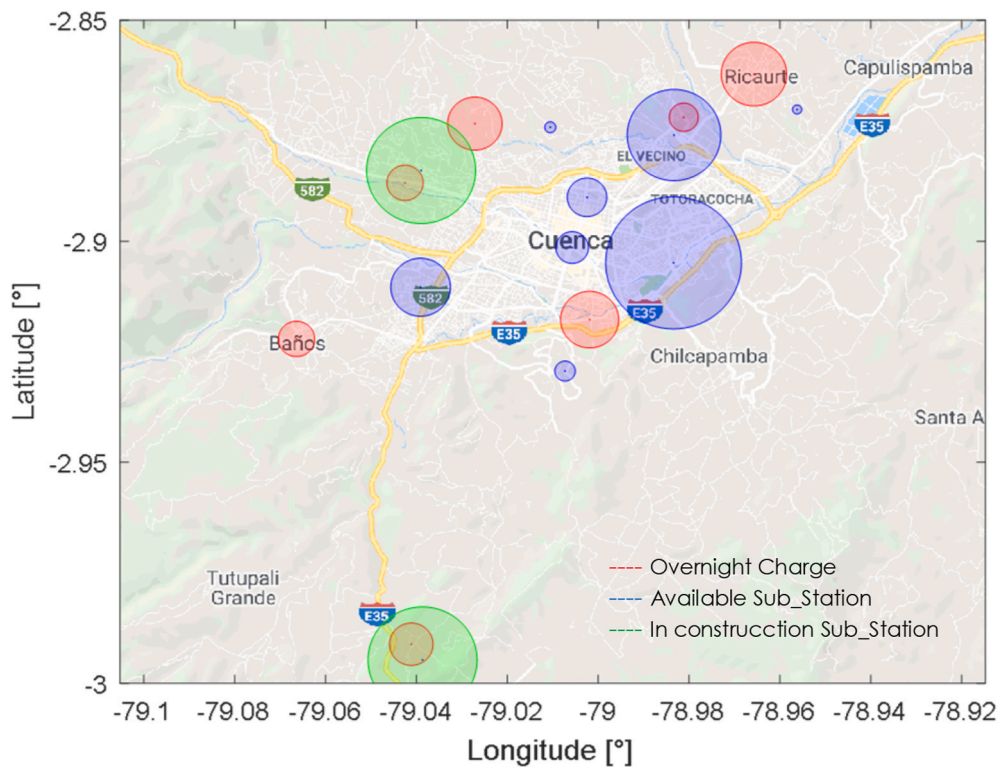 -2.85
Ricaurte
Capulispampa
E35
EL VECINO
582
TOTORACOCHA
-2.9
Cuenca
582
E35
E35
Baños
Chilcapamba
Santa A
-2.95
Latitude [°]
Overnight Charge
Tutupali
Grande
Available Sub_Station
E35
In construcction Sub_Station
-3
-79.1 -79.08 -79.06 -79.04 -79.02 -79 -78.98 -78.96 -78.94 -78.92
Longitude [°]